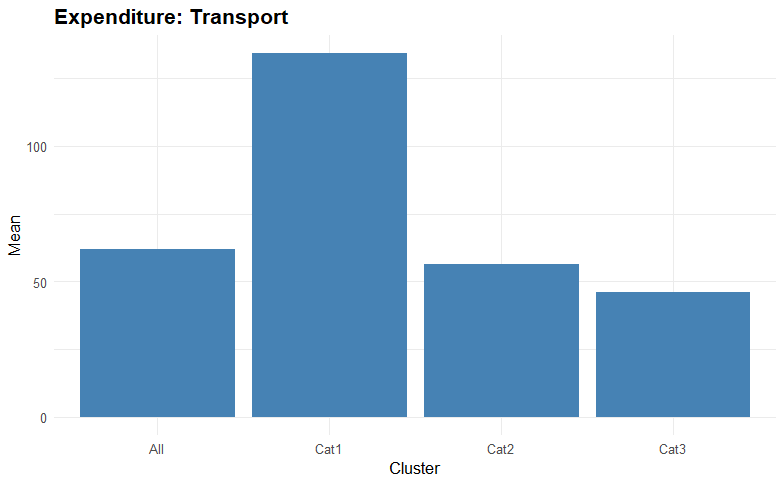 Expenditure: Transport
Mean
100
50
0
All Cat1 Cat2 Cat3
Cluster